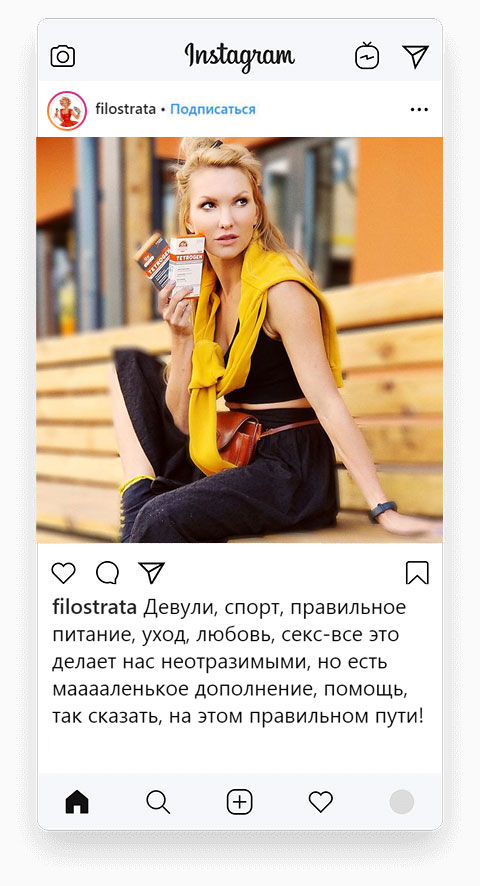 Instagram
filostrata • Подписаться
TETROGEN
TETROGEN
filostrata Девули, спорт, правильное
питание, уход, любовь, секс-все это
делает нас неотразимыми, но есть
маааaленькое дополнение, помощь,
так сказать, на этом правильном пути!